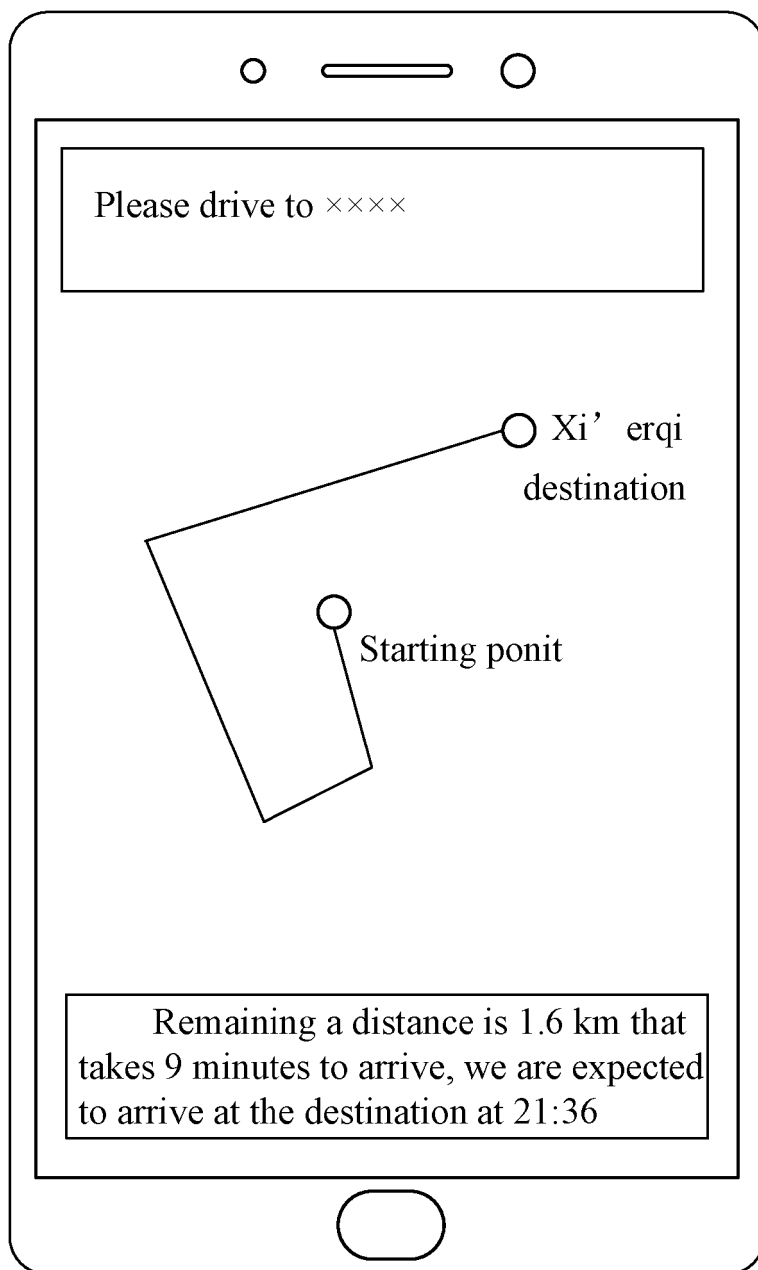 Please drive to ××××
Xi’ erqi
destination
Starting ponit
Remaining a distance is 1.6 km that
takes 9 minutes to arrive, we are expected
to arrive at the destination at 21:36